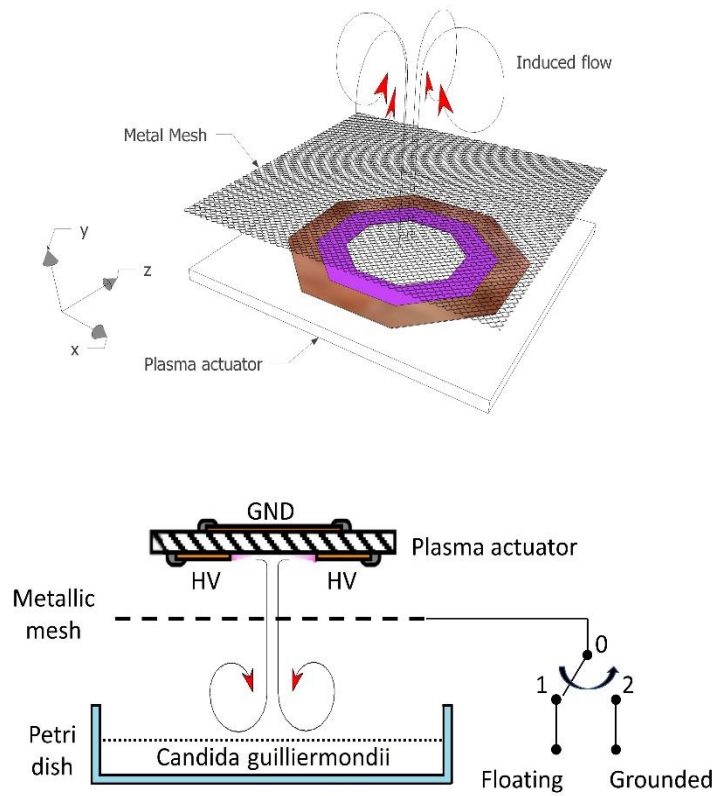 Induced flow
Metal Mesh
y
z
x
Plasma actuator
GND
Plasma actuator
HV
HV
Metallic
mesh
0
1
2
Petri
dish
Candida guilliermondii
Floating
Grounded